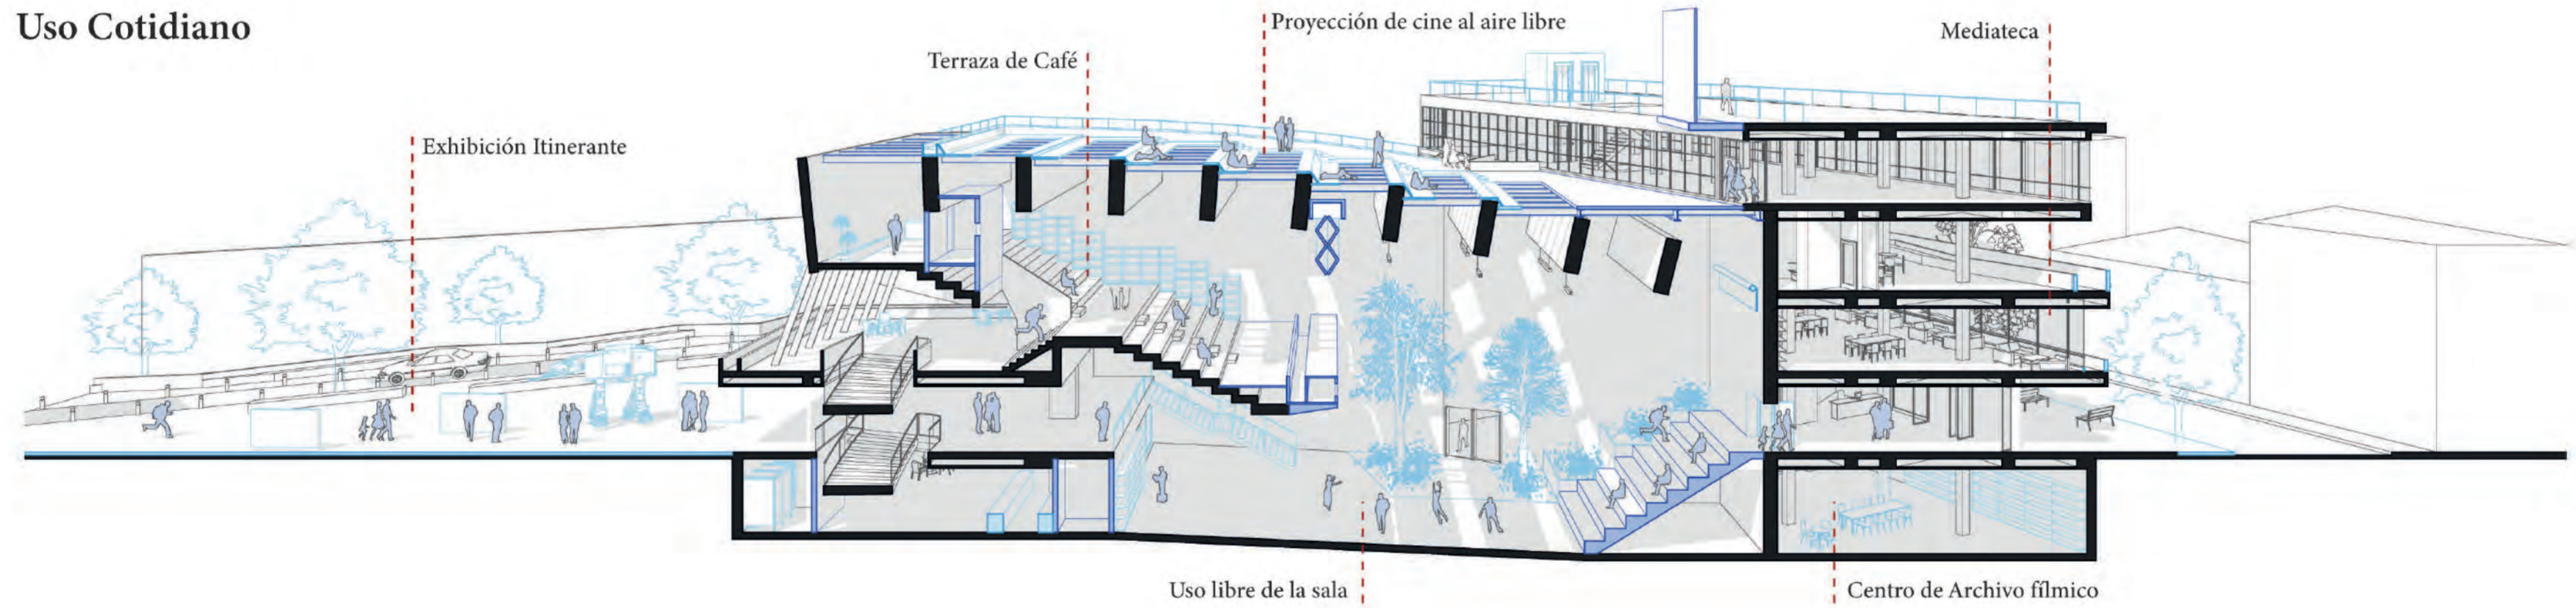 Uso Cotidiano
Proyección de cine al aire libre
Mediateca
Terraza de Café
Exhibición Itinerante
Uso libre de la sala
Centro de Archivo fílmico